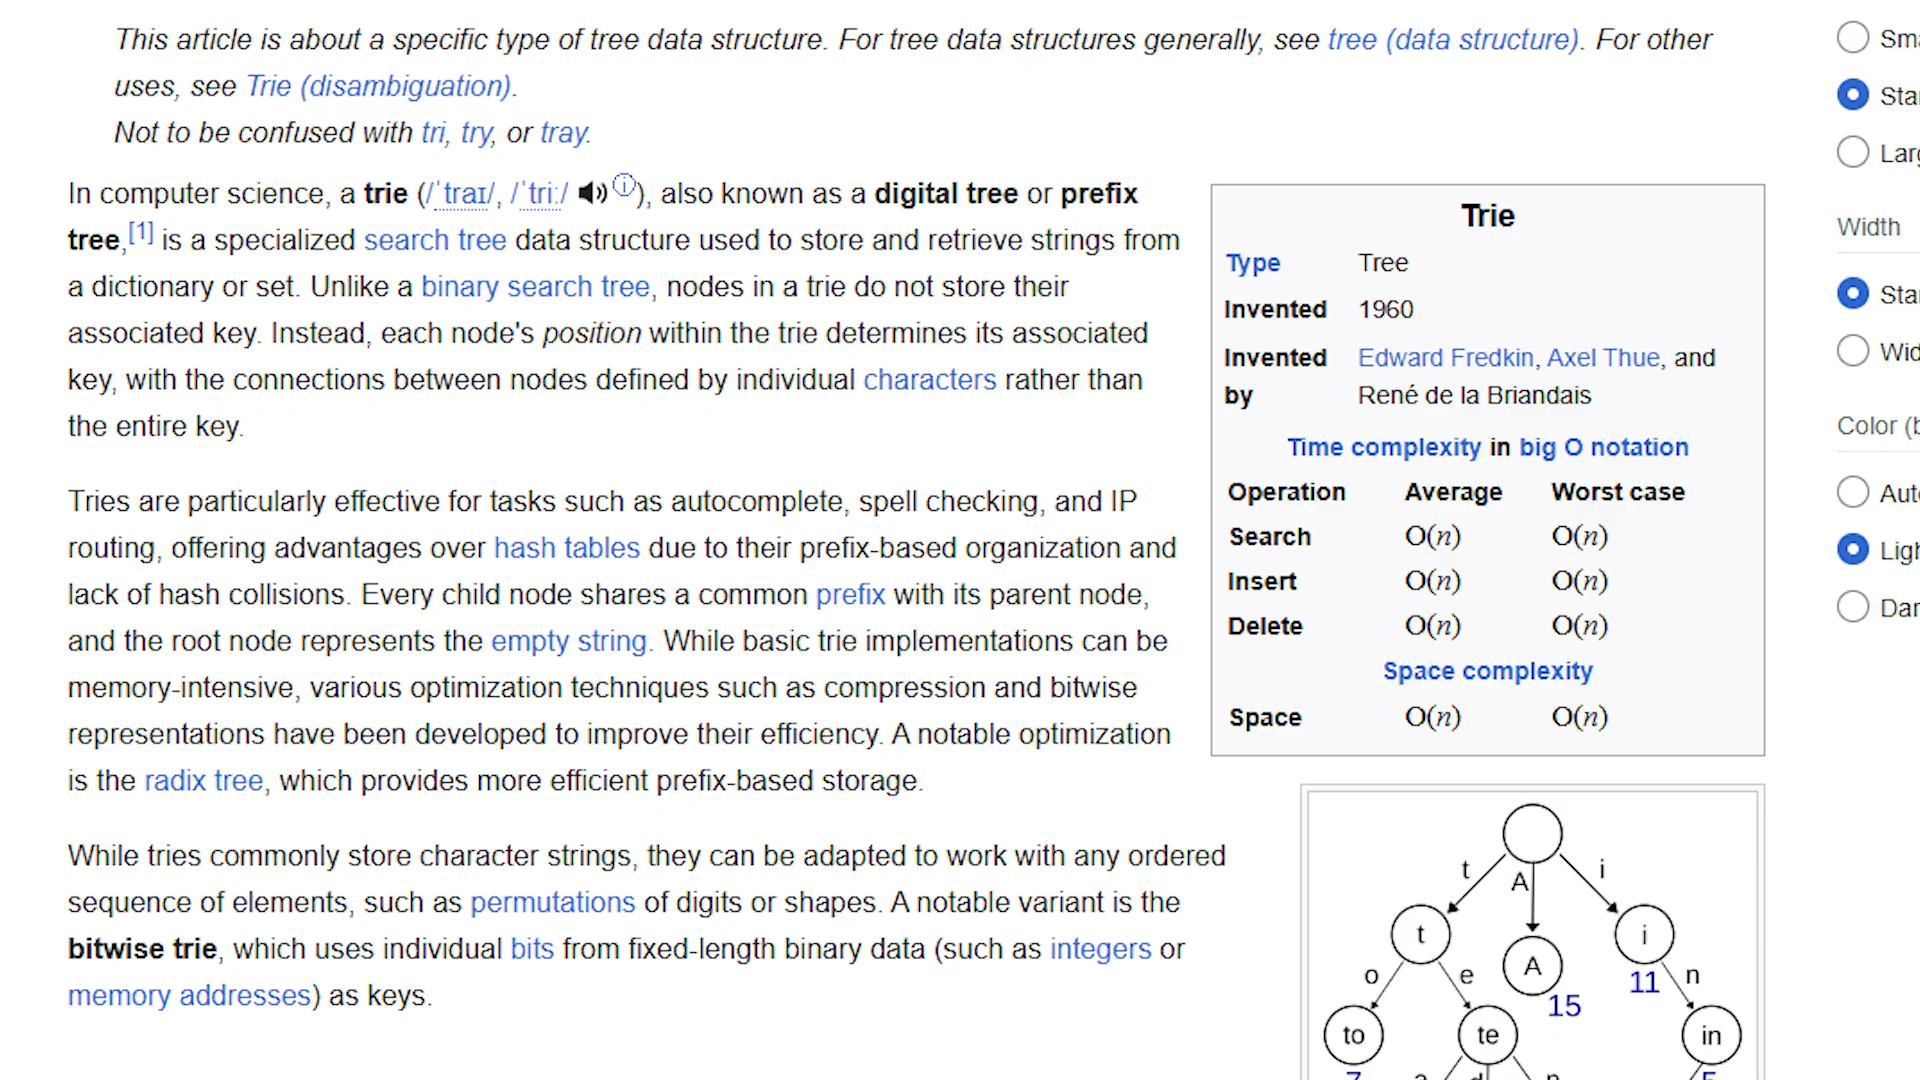 This article is about a specific type of tree data structure. For tree data structures generally, see tree (data structure). For other
uses, see Trie (disambiguation).
Not to be confused with tri, try, or tray.
In computer science, a trie (/ˈtraɪ/, /ˈtriː/), also known as a digital tree or prefix
tree,[1] is a specialized search tree data structure used to store and retrieve strings from
a dictionary or set. Unlike a binary search tree, nodes in a trie do not store their
associated key. Instead, each node's position within the trie determines its associated
key, with the connections between nodes defined by individual characters rather than
the entire key.
Tries are particularly effective for tasks such as autocomplete, spell checking, and IP
routing, offering advantages over hash tables due to their prefix-based organization and
lack of hash collisions. Every child node shares a common prefix with its parent node,
and the root node represents the empty string. While basic trie implementations can be
memory-intensive, various optimization techniques such as compression and bitwise
representations have been developed to improve their efficiency. A notable optimization
is the radix tree, which provides more efficient prefix-based storage.
While tries commonly store character strings, they can be adapted to work with any ordered
sequence of elements, such as permutations of digits or shapes. A notable variant is the
bitwise trie, which uses individual bits from fixed-length binary data (such as integers or
memory addresses) as keys.
Trie
Type Tree
Invented 1960
Invented Edward Fredkin, Axel Thue, and
by René de la Briandais
Time complexity in big O notation
Operation Average Worst case
Search O(n) O(n)
Insert O(n) O(n)
Delete O(n) O(n)
Space complexity
Space O(n) O(n)
t A i
t A i
11
15
o e n
to te in
Width
Color